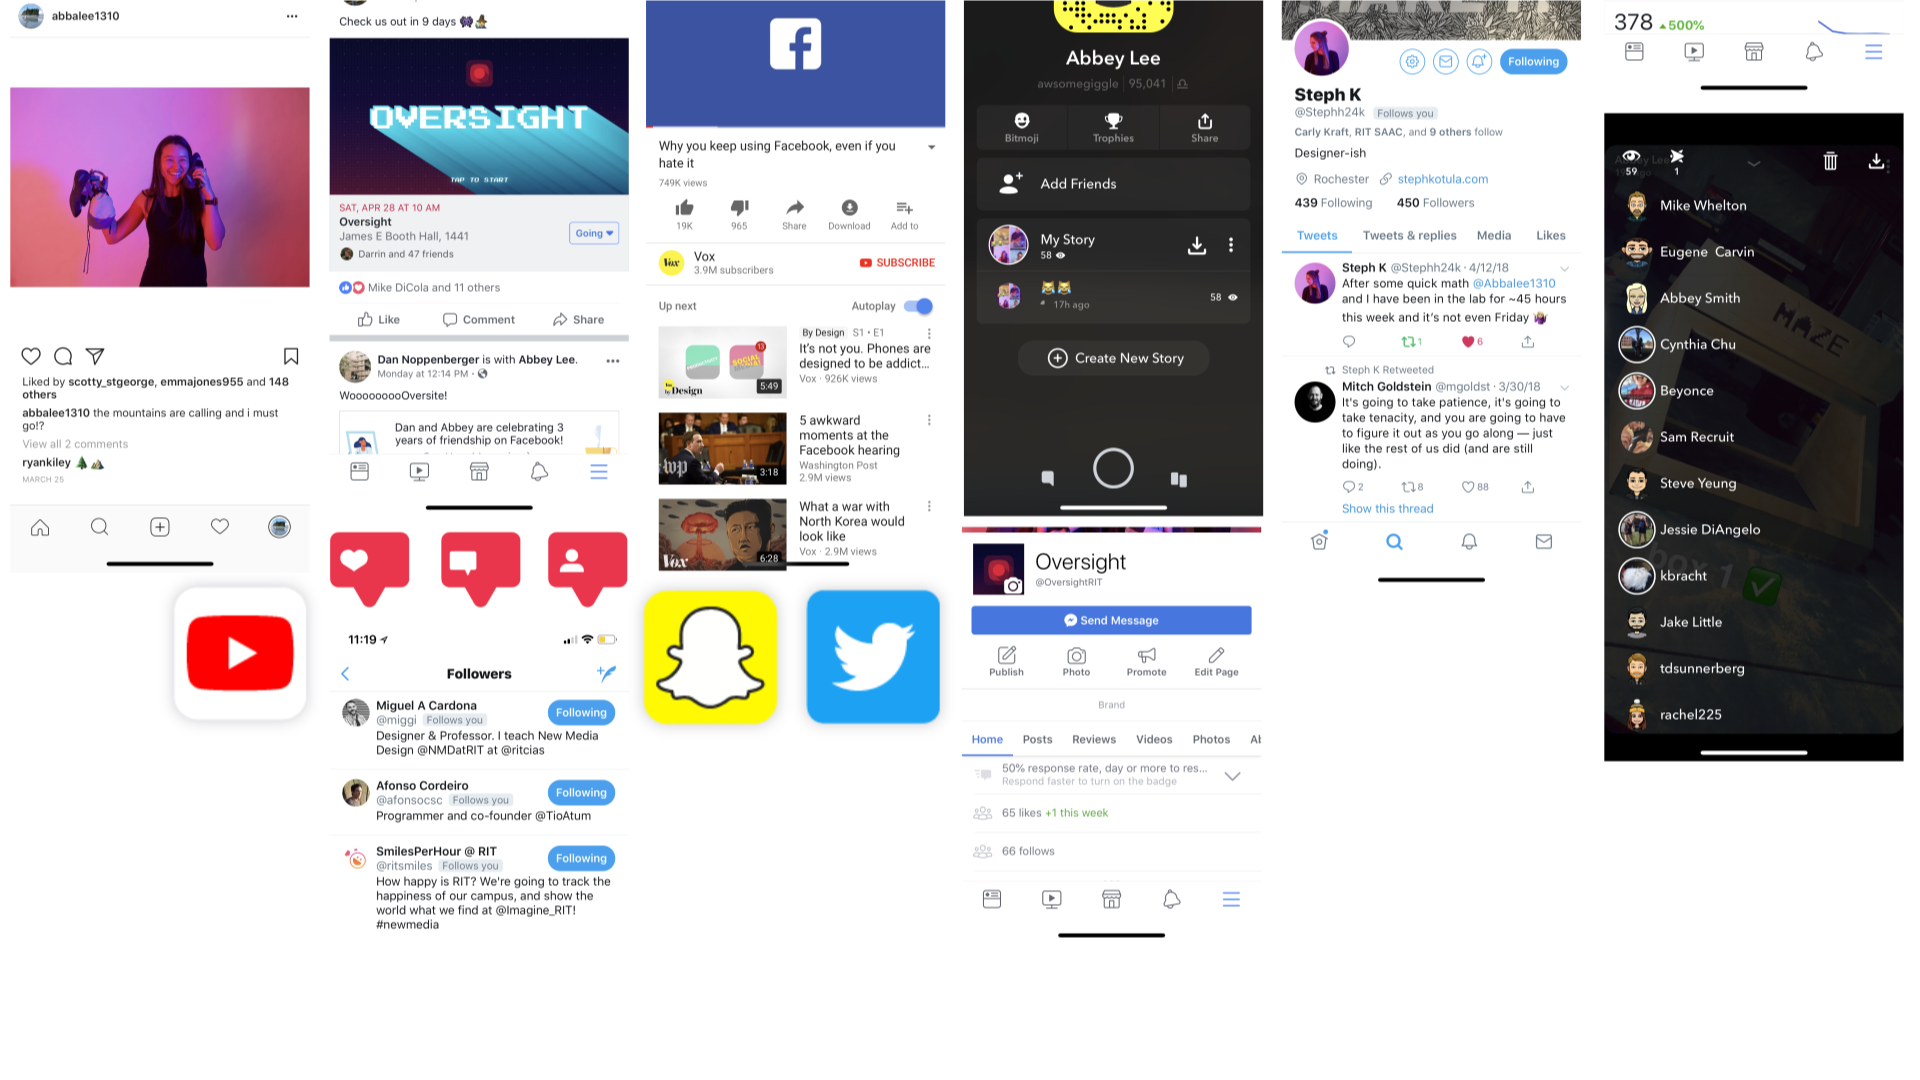 abbalee1310
Liked by scotty_stgeorge, emmajones955 and 148
others
abbalee1310 the mountains are calling and i must
go!?
View all 2 comments
ryankiley 🌲⛰️
MARCH 25
Check us out in 9 days
OVERSIGHT
TAP TO START
SAT, APR 28 AT 10 AM
Oversight
James E Booth Hall, 1441
Going
Darrin and 47 friends
Mike DiCola and 11 others
Like
Comment
Share
Dan Noppenberger is with Abbey Lee.
Monday at 12:14 PM ·
WooooooooOversite!
Dan and Abbey are celebrating 3
years of friendship on Facebook!
11:19
Followers
Miguel A Cardona
@miggi Follows you
Following
Designer & Professor. I teach New Media
Design @NMDatRIT at @ritcias
Afonso Cordeiro
@afonsocsc Follows you
Following
Programmer and co-founder @TioAtum
SmilesPerHour @ RIT
@ritsmiles Follows you
Following
How happy is RIT? We're going to track the
happiness of our campus, and show the
world what we find at @Imagine_RIT!
#newmedia
f
Why you keep using Facebook, even if you
hate it
749K views
19K
965
Share
Download
Add to
Vox
Vox
3.9M subscribers
SUBSCRIBE
Up next
Autoplay
SOCIAL
13
by Design
5:49
By Design S1 • E1
It's not you. Phones are
designed to be addict...
Vox · 926K views
wp
3:18
5 awkward
moments at the
Facebook hearing
Washington Post
2.9M views
Vox
6:28
What a war with
North Korea would
look like
Vox · 2.9M views
Abbey Lee
awsomegiggle | 95,041 | ♎
Bitmoji
Trophies
Share
Add Friends
My Story
58
17h ago
58
Create New Story
Oversight
@OversightRIT
Send Message
Publish
Photo
Promote
Edit Page
Brand
Home
Posts
Reviews
Videos
Photos
50% response rate, day or more to res...
Respond faster to turn on the badge
65 likes +1 this week
66 follows
Following
Steph K
@Stephh24k Follows you
Carly Kraft, RIT SAAC, and 9 others follow
Designer-ish
Rochester stephkotula.com
439 Following 450 Followers
Tweets
Tweets & replies
Media
Likes
Steph K @Stephh24k · 4/12/18
After some quick math @Abbalee1310
and I have been in the lab for ~45 hours
this week and it's not even Friday
1
6
Steph K Retweeted
Mitch Goldstein @mgoldst · 3/30/18
It's going to take patience, it's going to
take tenacity, and you are going to have
to figure it out as you go along — just
like the rest of us did (and are still
doing).
2
8
88
Show this thread
378 ▲500%
Abbey Lee
59
1
Mike Whelton
Eugene Carvin
Abbey Smith
MAZE
Cynthia Chu
Beyonce
Sam Recruit
Steve Yeung
Jessie DiAngelo
box 1 ✅
kbracht
Jake Little
tdsunnerberg
rachel225